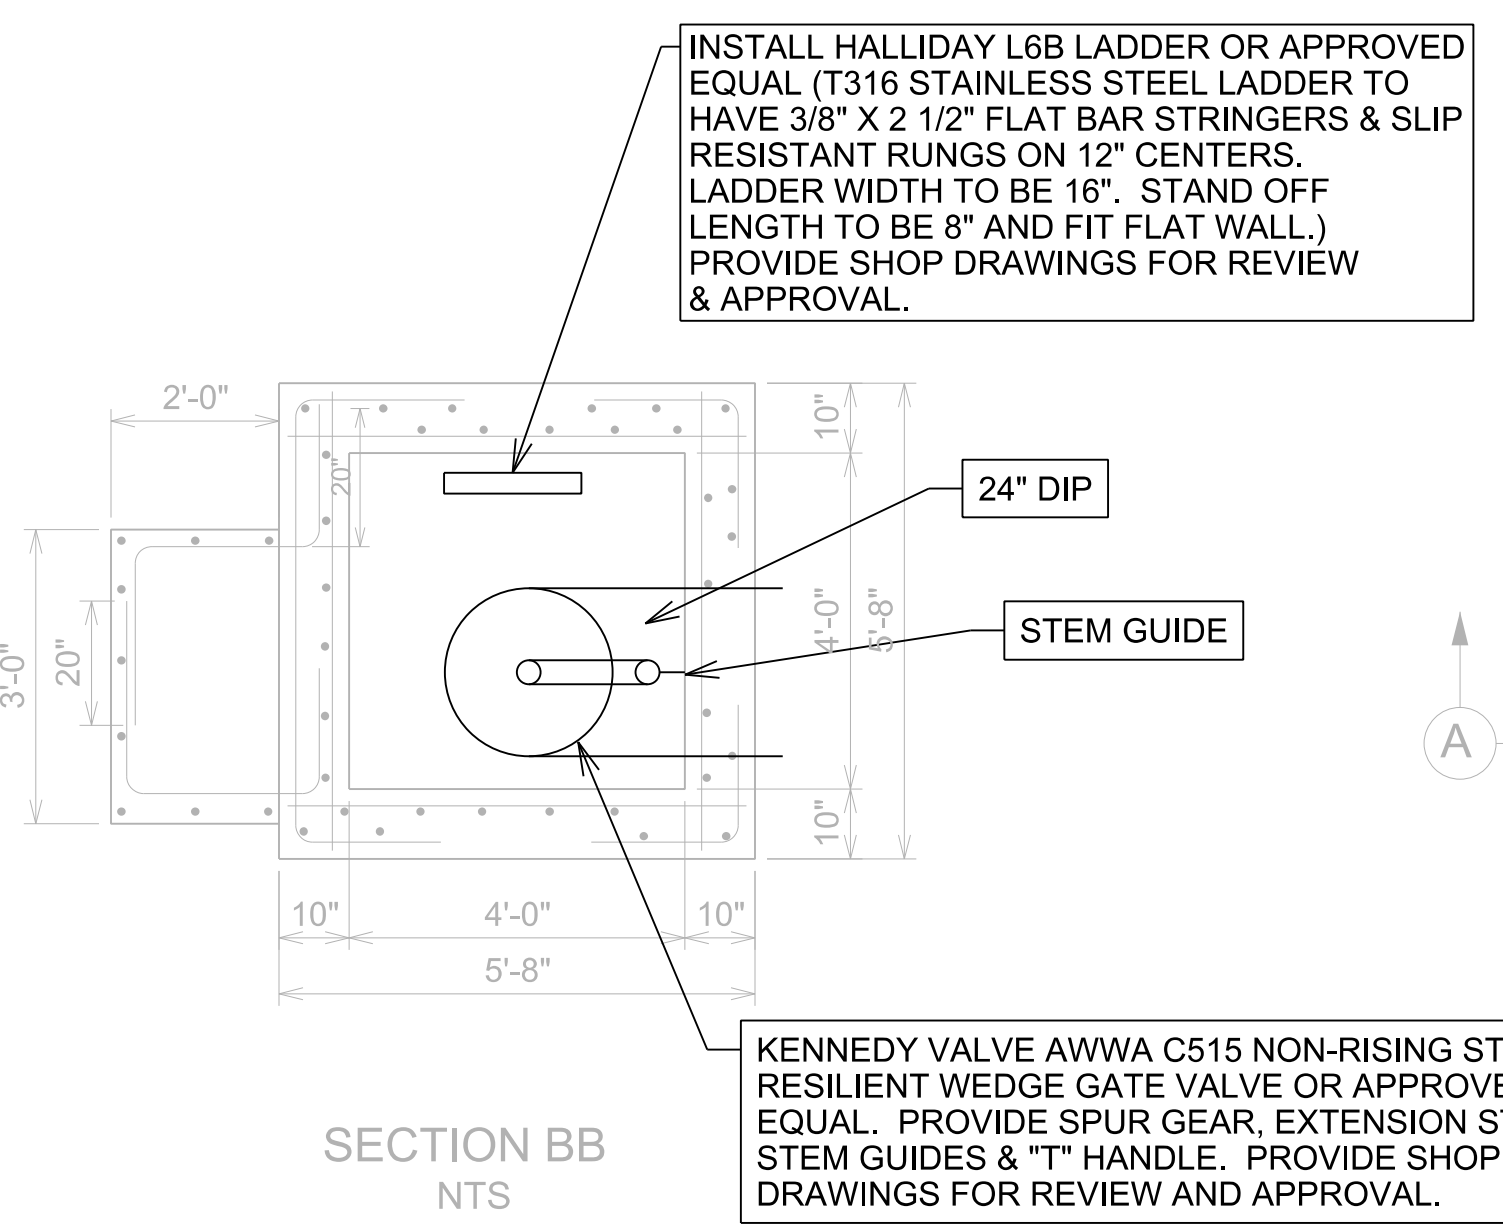 INSTALL HALLIDAY L6B LADDER OR APPROVED
EQUAL (T316 STAINLESS STEEL LADDER TO
HAVE 3/8" X 2 1/2" FLAT BAR STRINGERS & SLIP
RESISTANT RUNGS ON 12" CENTERS.
LADDER WIDTH TO BE 16".  STAND OFF
LENGTH TO BE 8" AND FIT FLAT WALL.)
PROVIDE SHOP DRAWINGS FOR REVIEW
& APPROVAL.
2'-0"
20"
10"
24" DIP
4'-0"
5'-8"
STEM GUIDE
3'-0"
20"
A
10"
10"
4'-0"
10"
5'-8"
KENNEDY VALVE AWWA C515 NON-RISING ST
RESILIENT WEDGE GATE VALVE OR APPROVE
EQUAL.  PROVIDE SPUR GEAR, EXTENSION ST
STEM GUIDES & "T" HANDLE.  PROVIDE SHOP
DRAWINGS FOR REVIEW AND APPROVAL.
SECTION BB
NTS